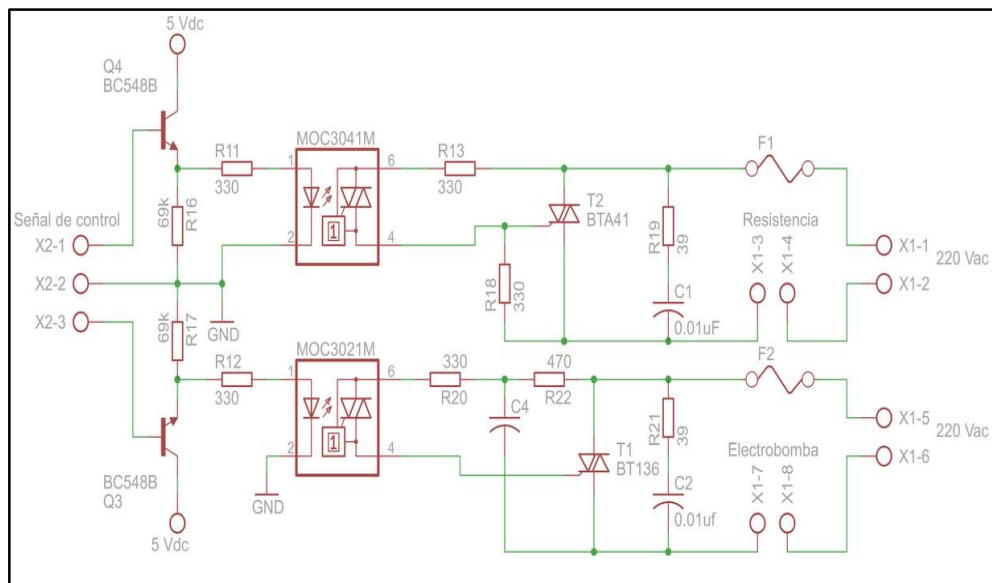 5 Vdc
Q4
BC548B
MOC3041M
R11
330
1
6
R13
330
F1
T2
BTA41
69k
R16
Señal de control
X2-1
1
2
4
R19
39
Resistencia
X1-3
X1-4
X1-1
220 Vac
X2-2
X1-2
R18
330
C1
0.01uF
X2-3
69k
R17
GND
MOC3021M
R12
330
1
6
330
R20
470
R22
F2
C4
R21
39
X1-5
220 Vac
1
2
4
T1
BT136
Electrobomba
X1-7
X1-8
X1-6
BC548B
Q3
GND
C2
0.01uf
5 Vdc